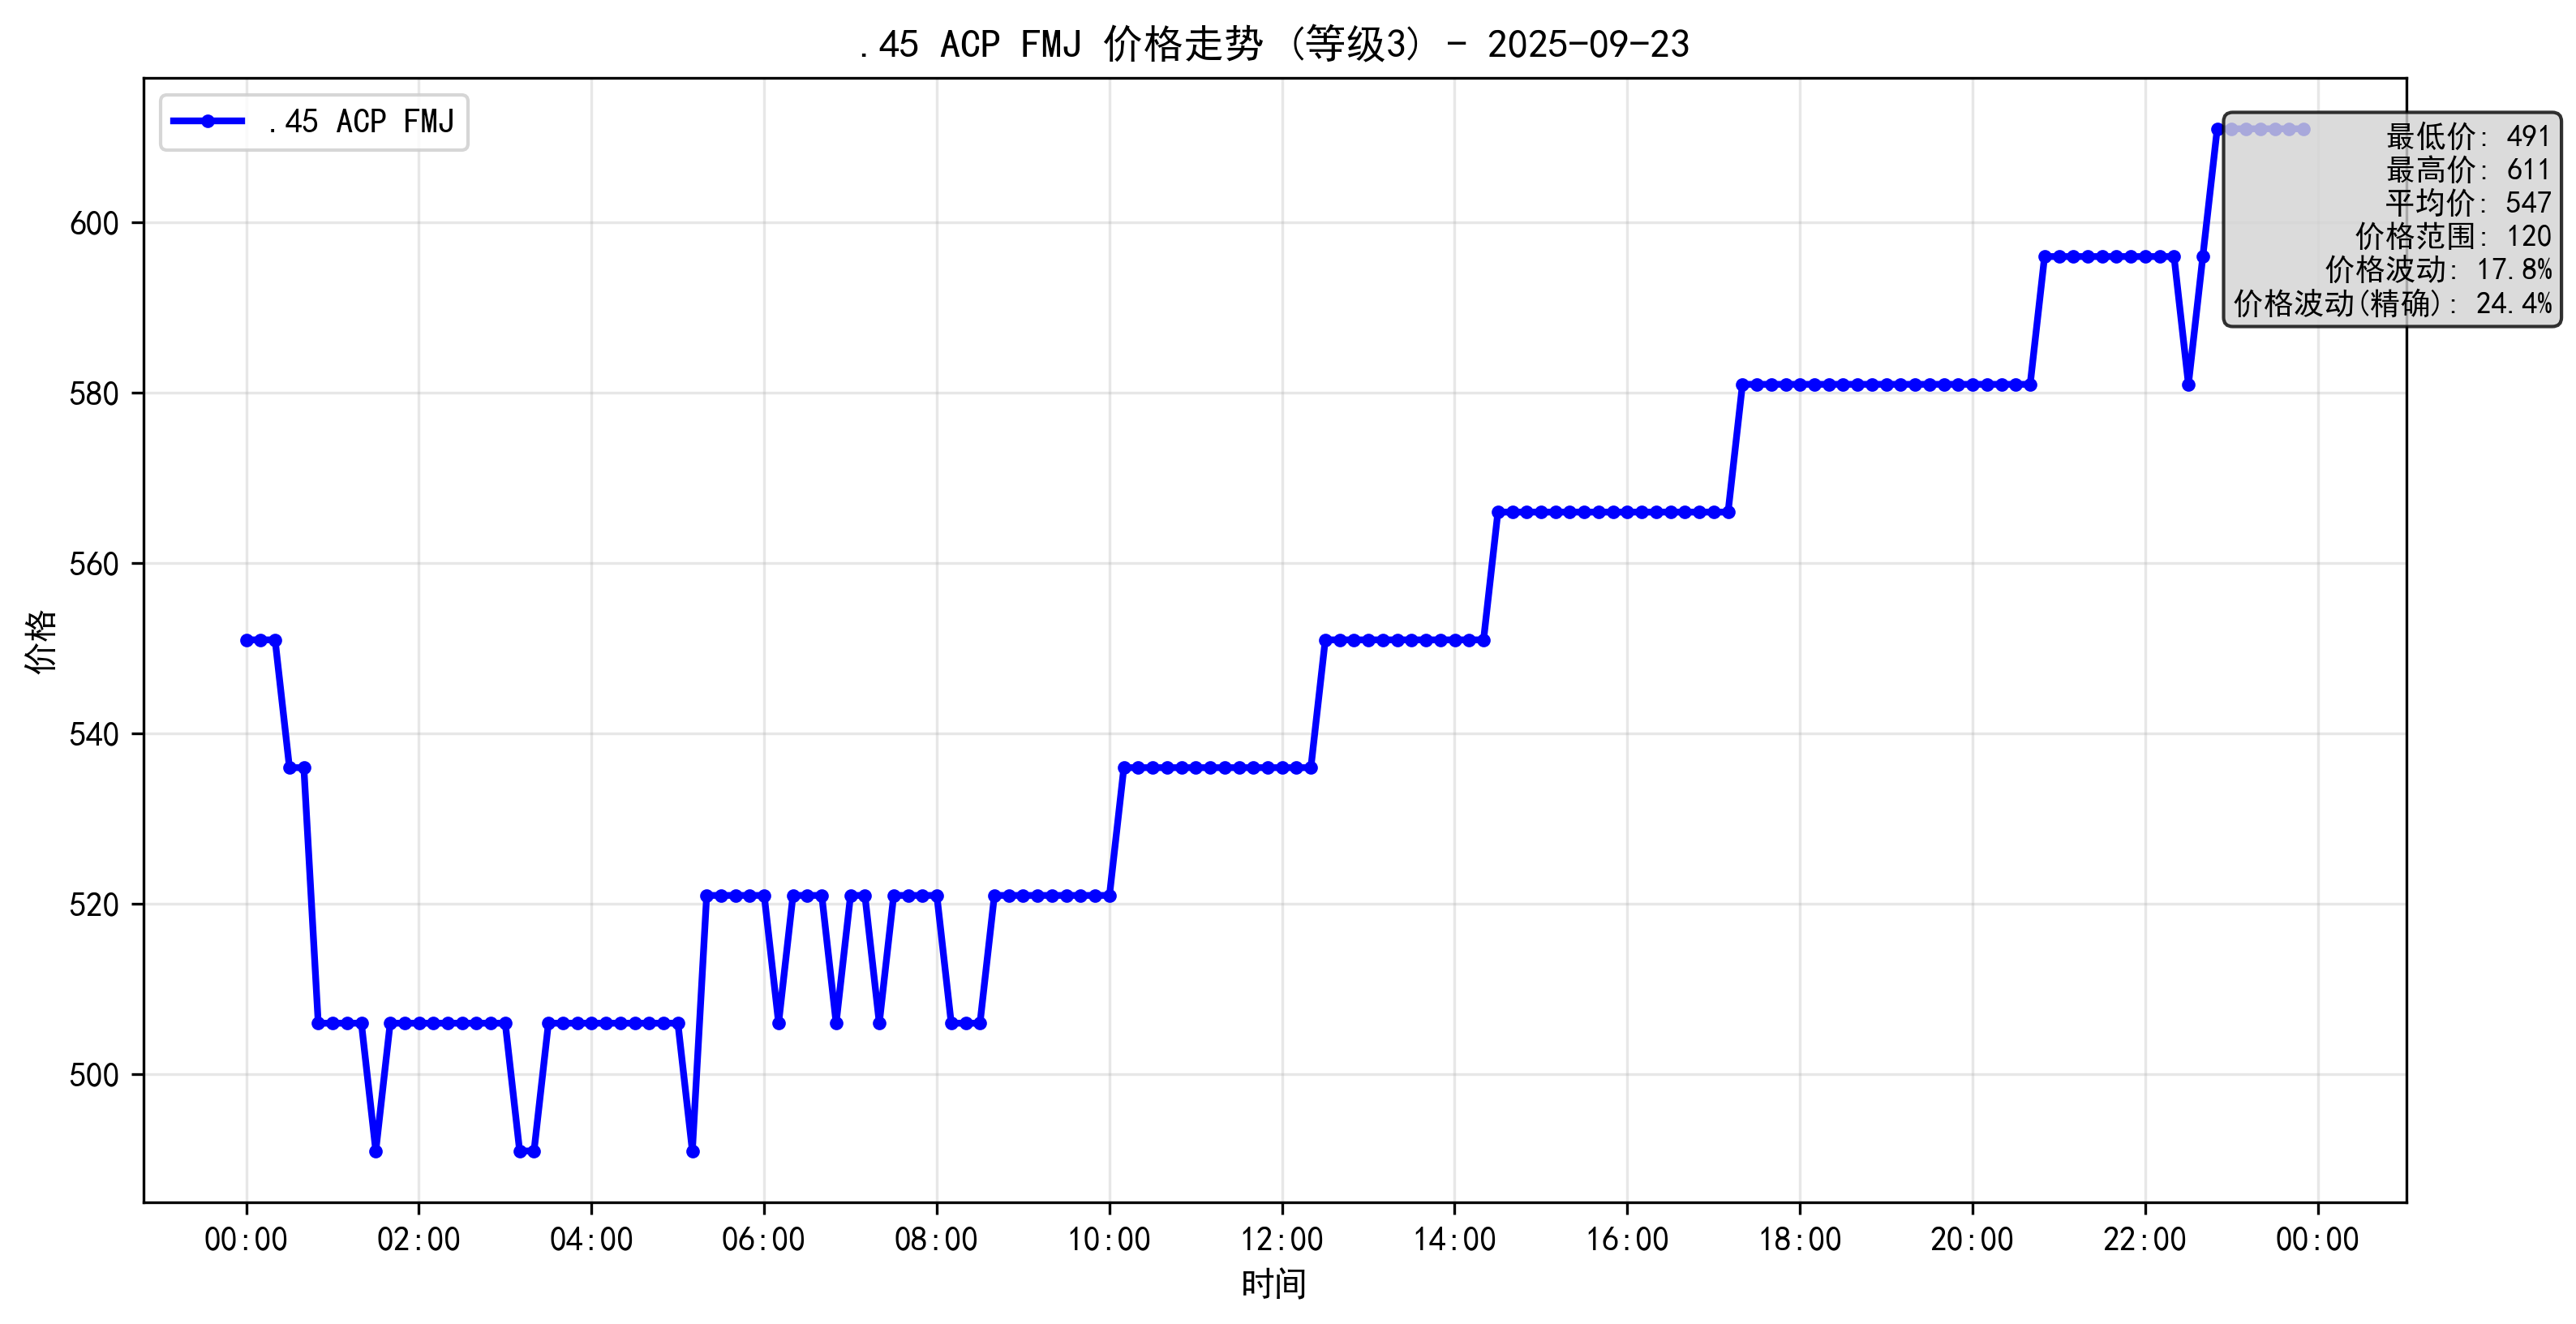 .45 ACP FMJ 价格走势 (等级3) - 2025-09-23
.45 ACP FMJ
最低价: 491
最高价: 611
平均价: 547
价格范围: 120
价格波动: 17.8%
价格波动(精确): 24.4%
价格
600
580
560
540
520
500
00:00 02:00 04:00 06:00 08:00 10:00 12:00 14:00 16:00 18:00 20:00 22:00 00:00
时间